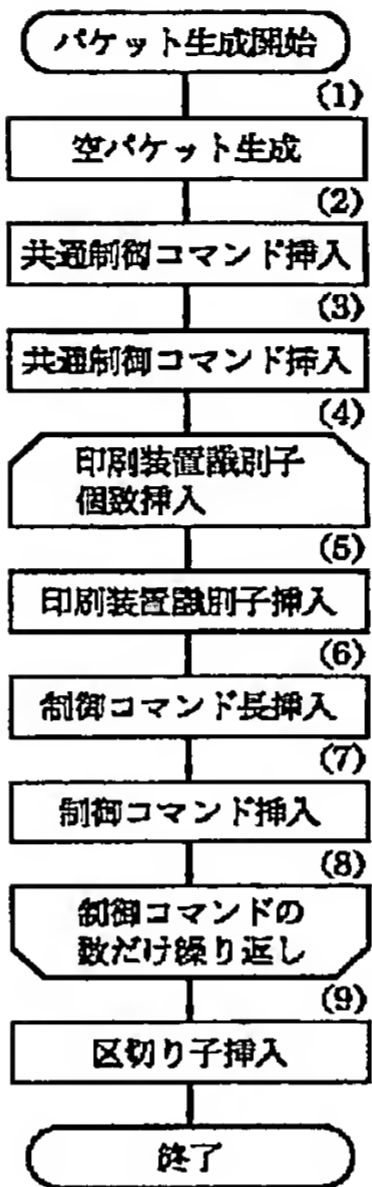 パケット生成開始
(1)
空パケット生成
(2)
共通制御コマンド挿入
(3)
共通制御コマンド挿入
(4)
印刷装置識別子
個数挿入
(5)
印刷装置識別子挿入
(6)
制御コマンド長挿入
(7)
制御コマンド挿入
(8)
制御コマンドの
数だけ繰り返し
(9)
区切り子挿入
終了